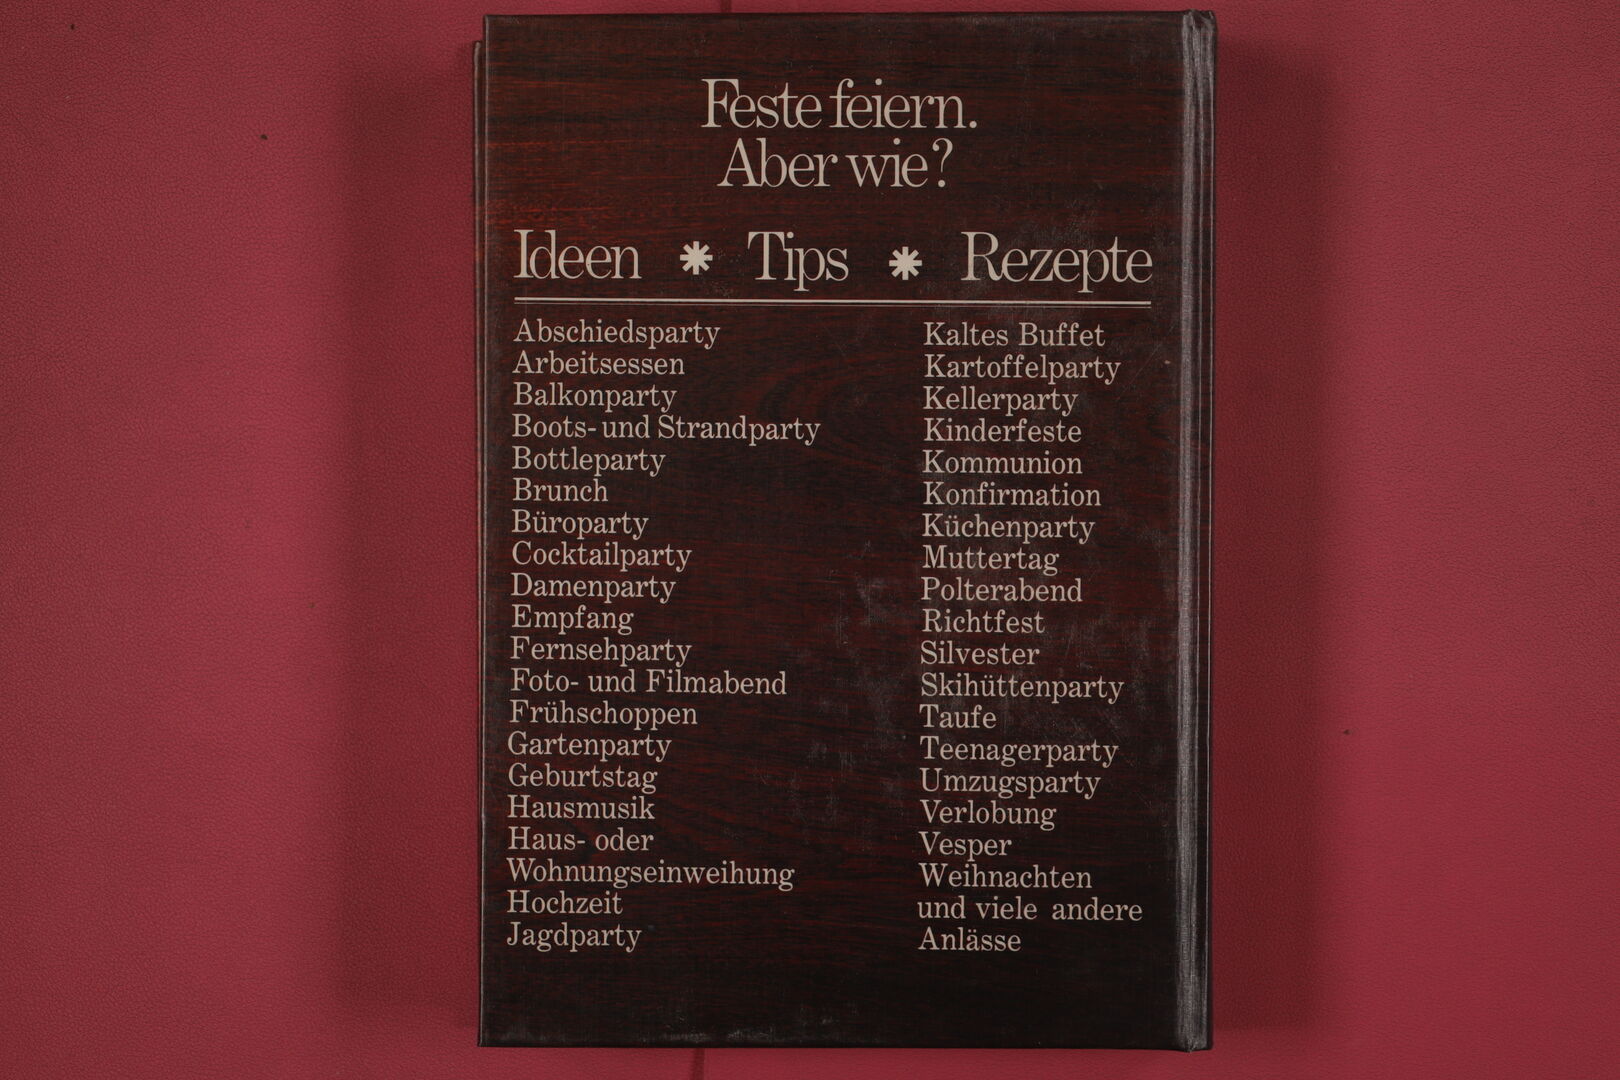 Feste feiern.
Aber wie?
Ideen * Tips * Rezepte
Abschiedsparty
Arbeitsessen
Balkonparty
Boots- und Strandparty
Bottleparty
Brunch
Büroparty
Cocktailparty
Damenparty
Empfang
Fernsehparty
Foto- und Filmabend
Frühschoppen
Gartenparty
Geburtstag
Hausmusik
Haus- oder
Wohnungseinweihung
Hochzeit
Jagdparty
Kaltes Buffet
Kartoffelparty
Kellerparty
Kinderfeste
Kommunion
Konfirmation
Küchenparty
Muttertag
Polterabend
Richtfest
Silvester
Skihüttenparty
Taufe
Teenagerparty
Umzugsparty
Verlobung
Vesper
Weihnachten
und viele andere
Anlässe